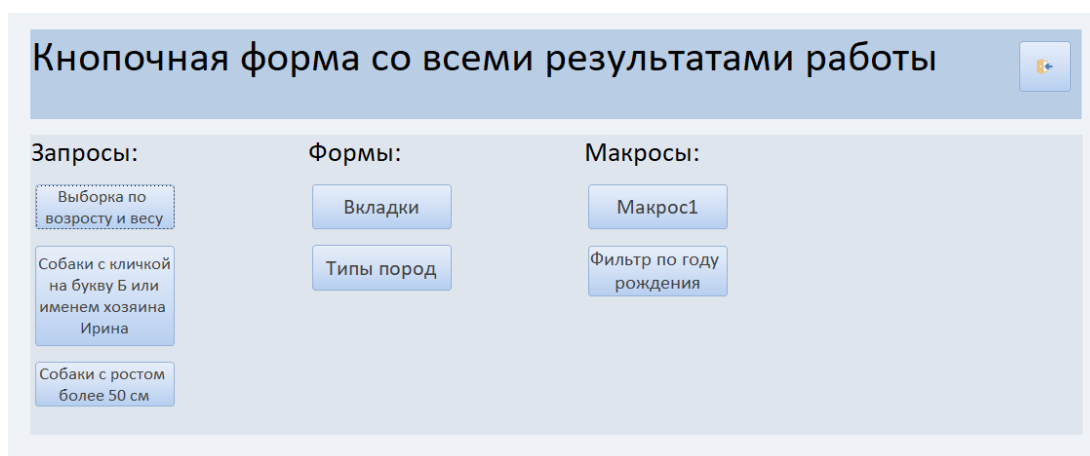 Кнопочная форма со всеми результатами работы
Запросы:
Выборка по
возросту и весу
Собаки с кличкой
на букву Б или
именем хозяина
Ирина
Собаки с ростом
более 50 см
Формы:
Вкладки
Типы пород
Макросы:
Макрос1
Фильтр по году
рождения